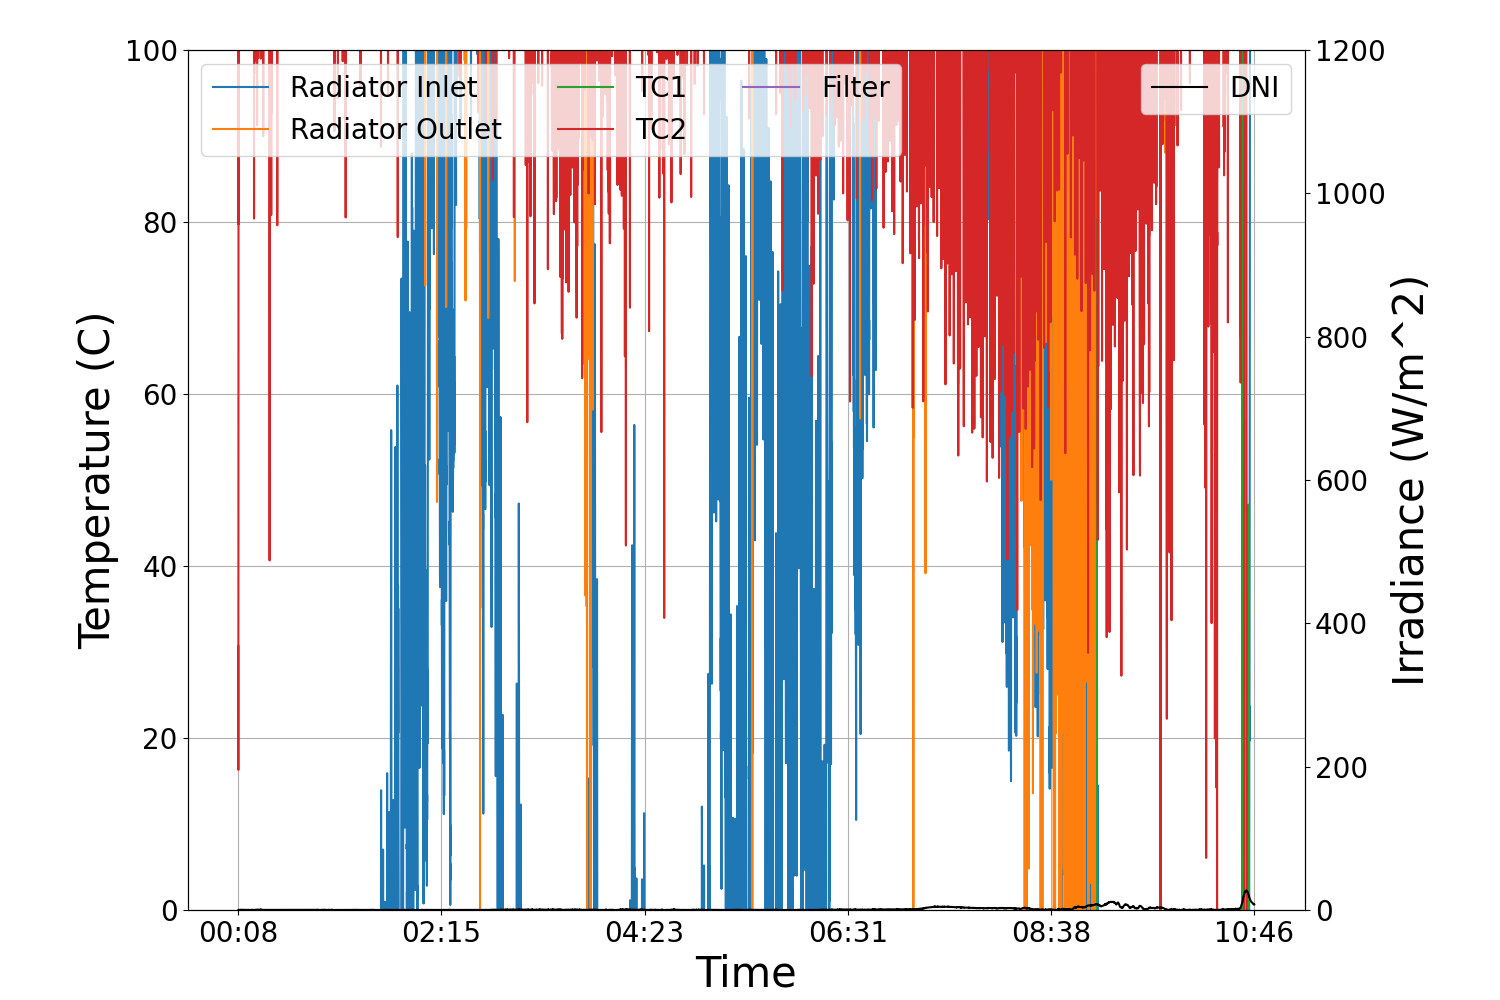 Radiator Inlet
Radiator Outlet
TC1
TC2
Filter
DNI
100
80
60
40
20
0
Temperature (C)
1200
1000
800
600
400
200
0
Irradiance (W/m^2)
00:08 02:15 04:23 06:31 08:38 10:46
Time